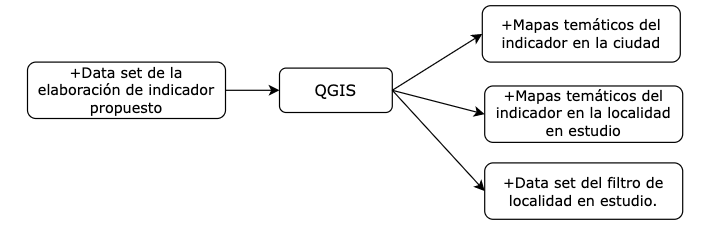 +Data set de la
elaboración de indicador
propuesto
QGIS
+Mapas temáticos del
indicador en la ciudad
+Mapas temáticos del
indicador en la localidad
en estudio
+Data set del filtro de
localidad en estudio.